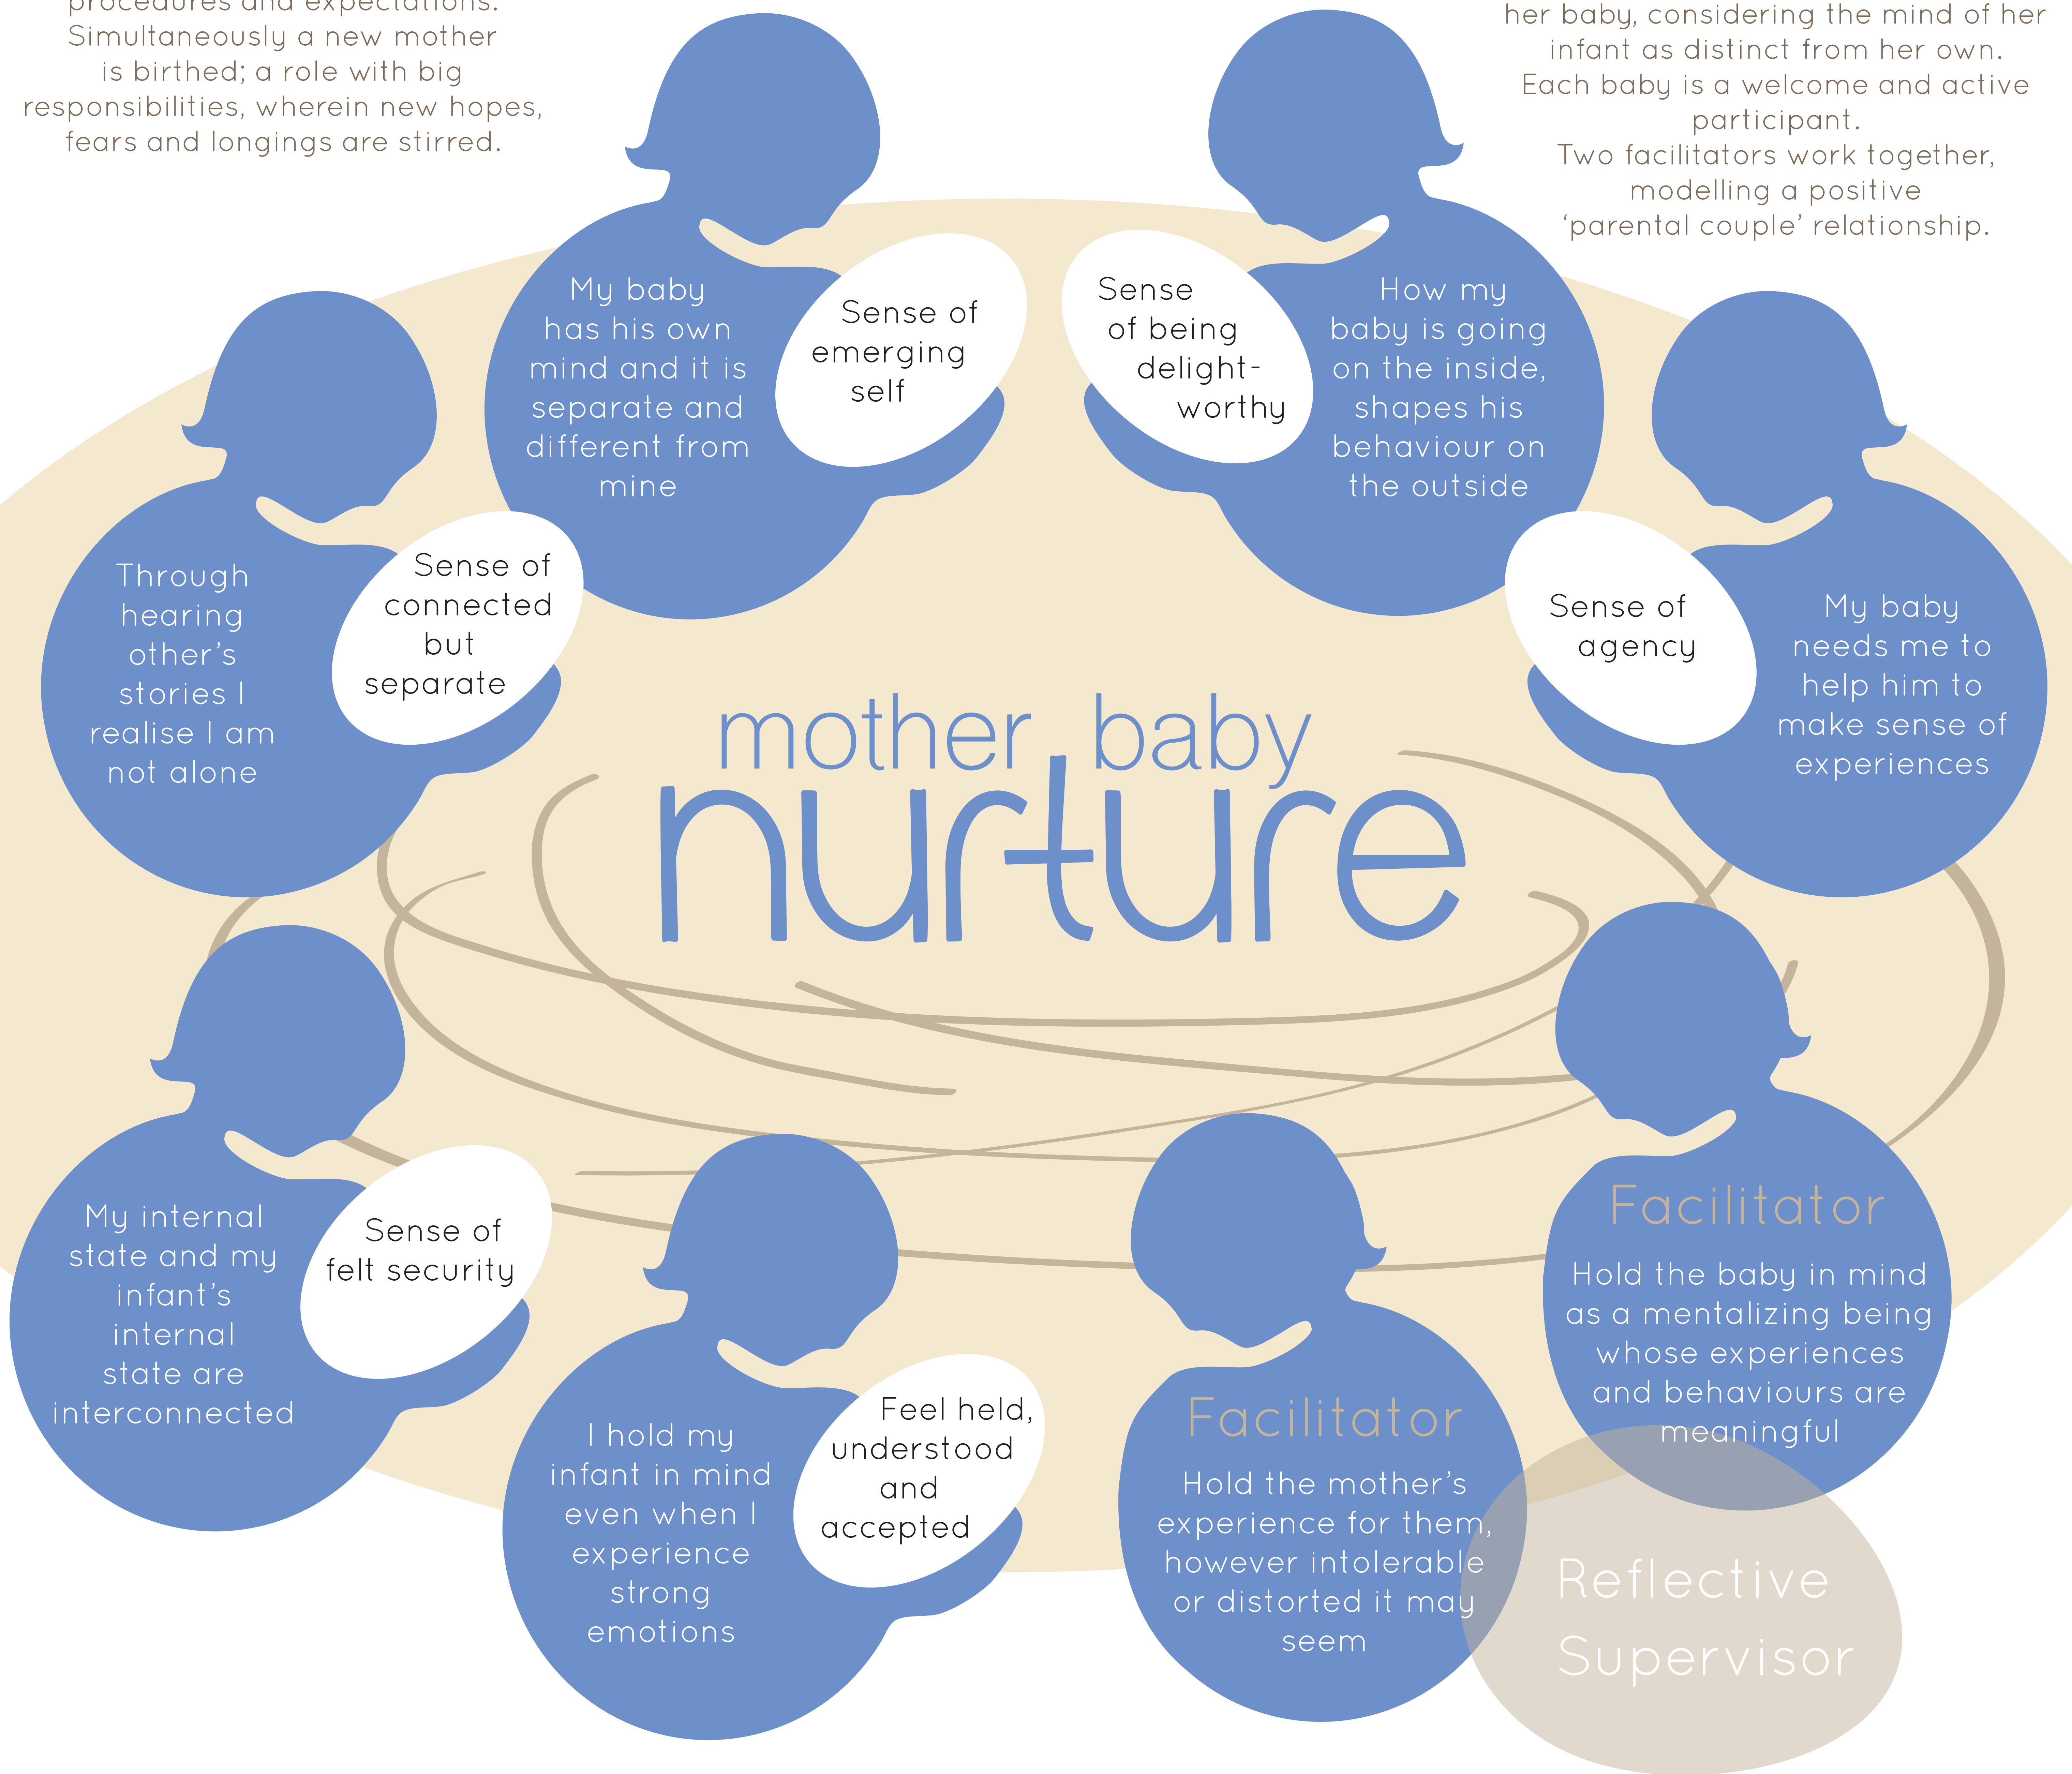 procedures and expectations.
Simultaneously a new mother
is birthed; a role with big
responsibilities, wherein new hopes,
fears and longings are stirred.
her baby, considering the mind of her
infant as distinct from her own.
Each baby is a welcome and active
participant.
Two facilitators work together,
modelling a positive
‘parental couple’ relationship.
My baby
has his own
mind and it is
separate and
different from
mine
Sense of
emerging
self
Sense
of being
delight-
worthy
How my
baby is going
on the inside,
shapes his
behaviour on
the outside
Through
hearing
other’s
stories I
realise I am
not alone
Sense of
connected
but
separate
Sense of
agency
My baby
needs me to
help him to
make sense of
experiences
mother baby
nurture
My internal
state and my
infant’s
internal
state are
interconnected
Sense of
felt security
I hold my
infant in mind
even when I
experience
strong
emotions
Feel held,
understood
and
accepted
Facilitator
Hold the mother’s
experience for them,
however intolerable
or distorted it may
seem
Facilitator
Hold the baby in mind
as a mentalizing being
whose experiences
and behaviours are
meaningful
Reflective
Supervisor